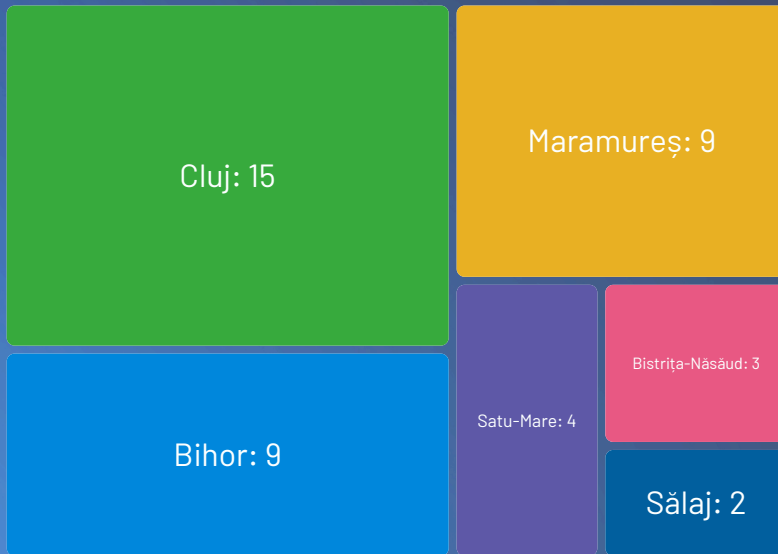 Cluj: 15
Maramureș: 9
Bihor: 9
Satu-Mare: 4
Bistrița-Năsăud: 3
Sălaj: 2